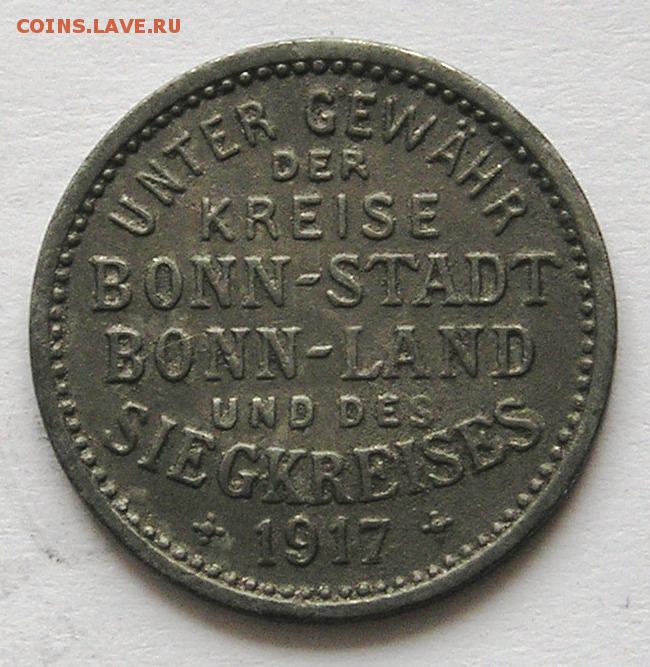 COINS.LAVE.RU
UNTER GEWÄHR
DER
KREISE
BONN-STADT
BONN-LAND
UND DES
SIEGKREISES
1917